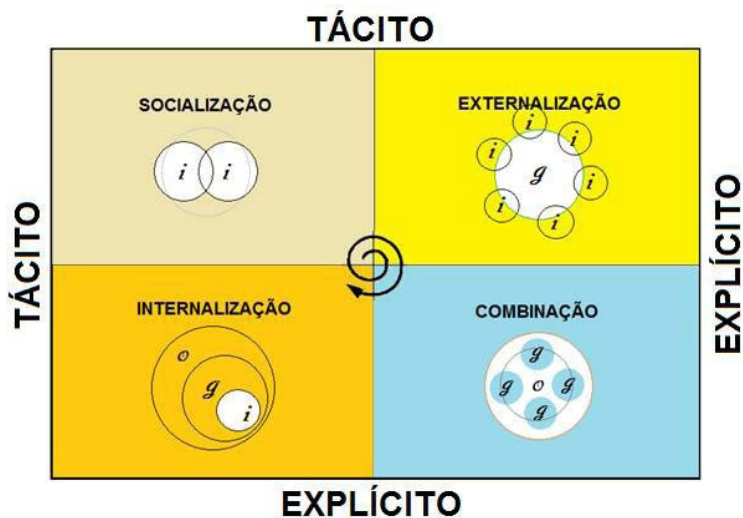 TÁCITO
SOCIALIZAÇÃO
i i
EXTERNALIZAÇÃO
i
i
i
i
i
i
g
TÁCITO
EXPLÍCITO
INTERNALIZAÇÃO
o
g
i
COMBINAÇÃO
g
g o g
g
EXPLÍCITO